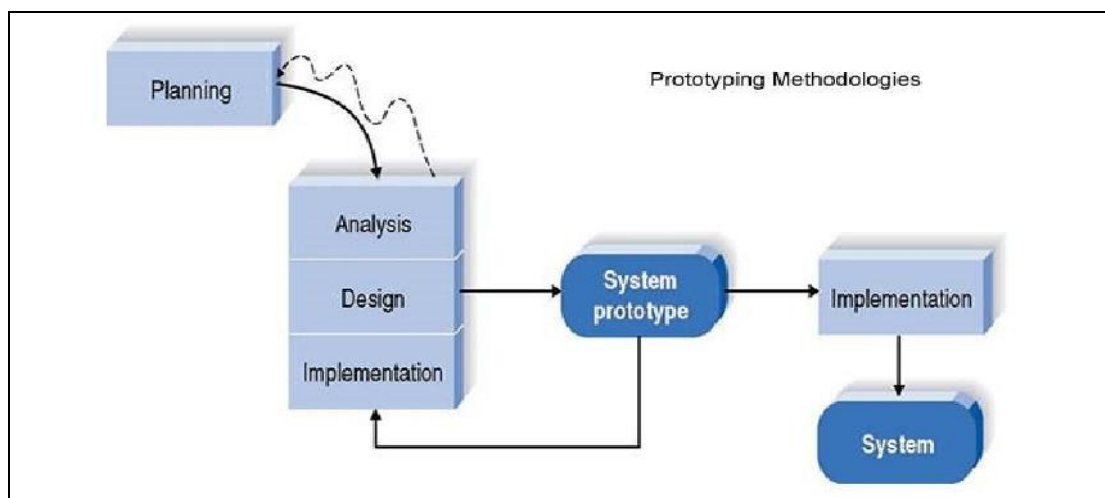 Planning
Prototyping Methodologies
Analysis
Design
Implementation
System
prototype
Implementation
System